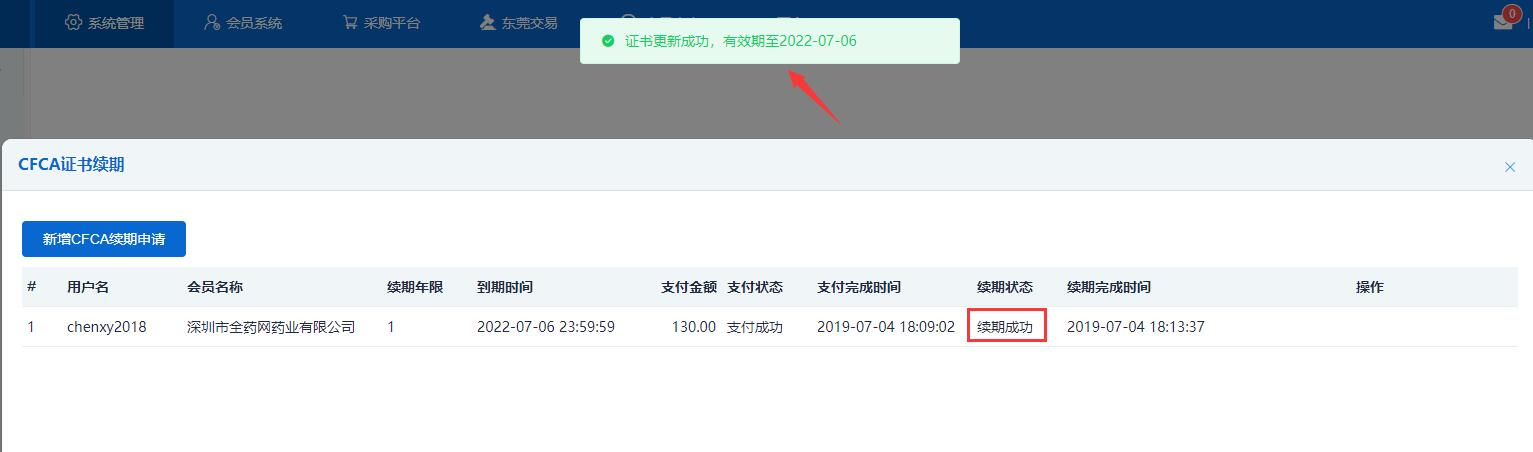 系统管理 会员系统 采购平台 东莞交易 0
证书更新成功，有效期至2022-07-06
CFCA证书续期
新增CFCA续期申请
# 用户名 会员名称 续期年限 到期时间 支付金额 支付状态 支付完成时间 续期状态 续期完成时间 操作
1 chenxy2018 深圳市全药网药业有限公司 1 2022-07-06 23:59:59 130.00 支付成功 2019-07-04 18:09:02 续期成功 2019-07-04 18:13:37